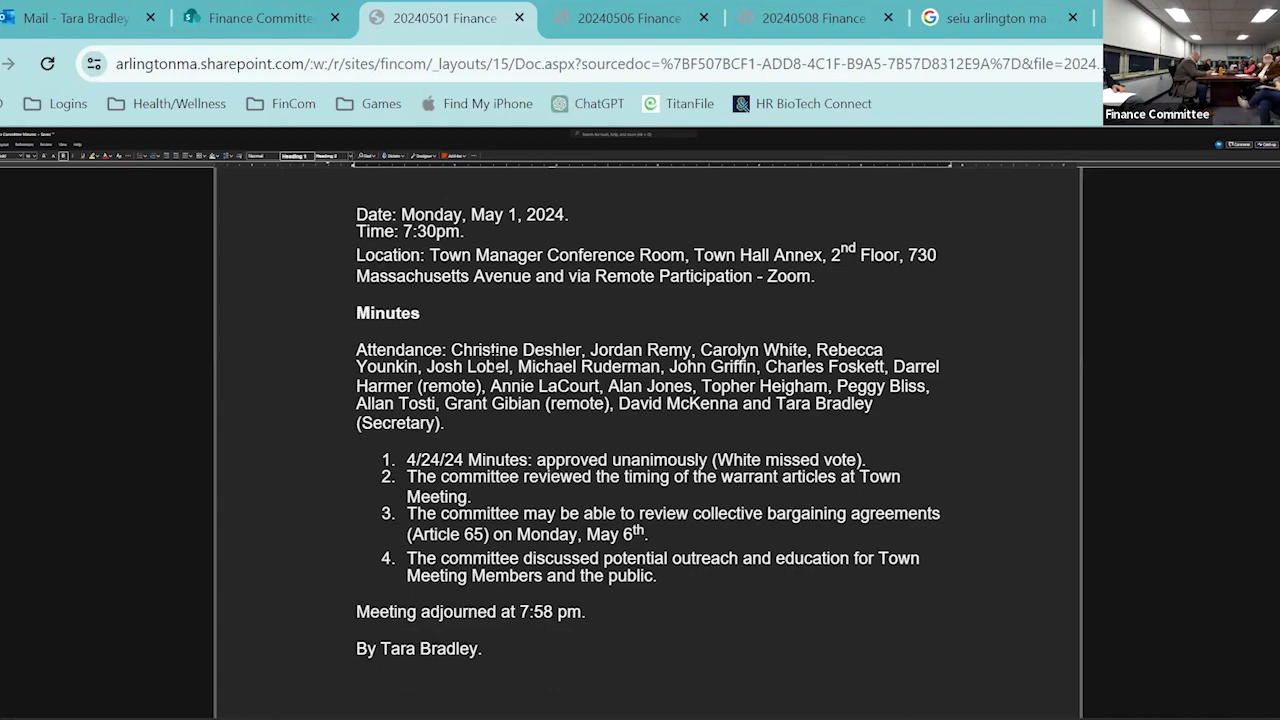 Mail - Tara Bradley
Finance Committe
20240501 Finance
20240506 Finance
20240508 Finance
seiu arlington ma
arlingtonma.sharepoint.com/:w:/r/sites/fincom/_layouts/15/Doc.aspx?sourcedoc=%7BF507BCF1-ADD8-4C1F-B9A5-7B57D8312E9A%7D&file=2024...
Logins
Health/Wellness
FinCom
Games
Find My iPhone
ChatGPT
TitanFile
HR BioTech Connect
Finance Committee
Normal
Heading 1
Heading 2
Date: Monday, May 1, 2024.
Time: 7:30pm.
Location: Town Manager Conference Room, Town Hall Annex, 2nd Floor, 730
Massachusetts Avenue and via Remote Participation - Zoom.
Minutes
Attendance: Christine Deshler, Jordan Remy, Carolyn White, Rebecca
Younkin, Josh Lobel, Michael Ruderman, John Griffin, Charles Foskett, Darrel
Harmer (remote), Annie LaCourt, Alan Jones, Topher Heigham, Peggy Bliss,
Allan Tosti, Grant Gibian (remote), David McKenna and Tara Bradley
(Secretary).
1. 4/24/24 Minutes: approved unanimously (White missed vote).
2. The committee reviewed the timing of the warrant articles at Town
Meeting.
3. The committee may be able to review collective bargaining agreements
(Article 65) on Monday, May 6th.
4. The committee discussed potential outreach and education for Town
Meeting Members and the public.
Meeting adjourned at 7:58 pm.
By Tara Bradley.